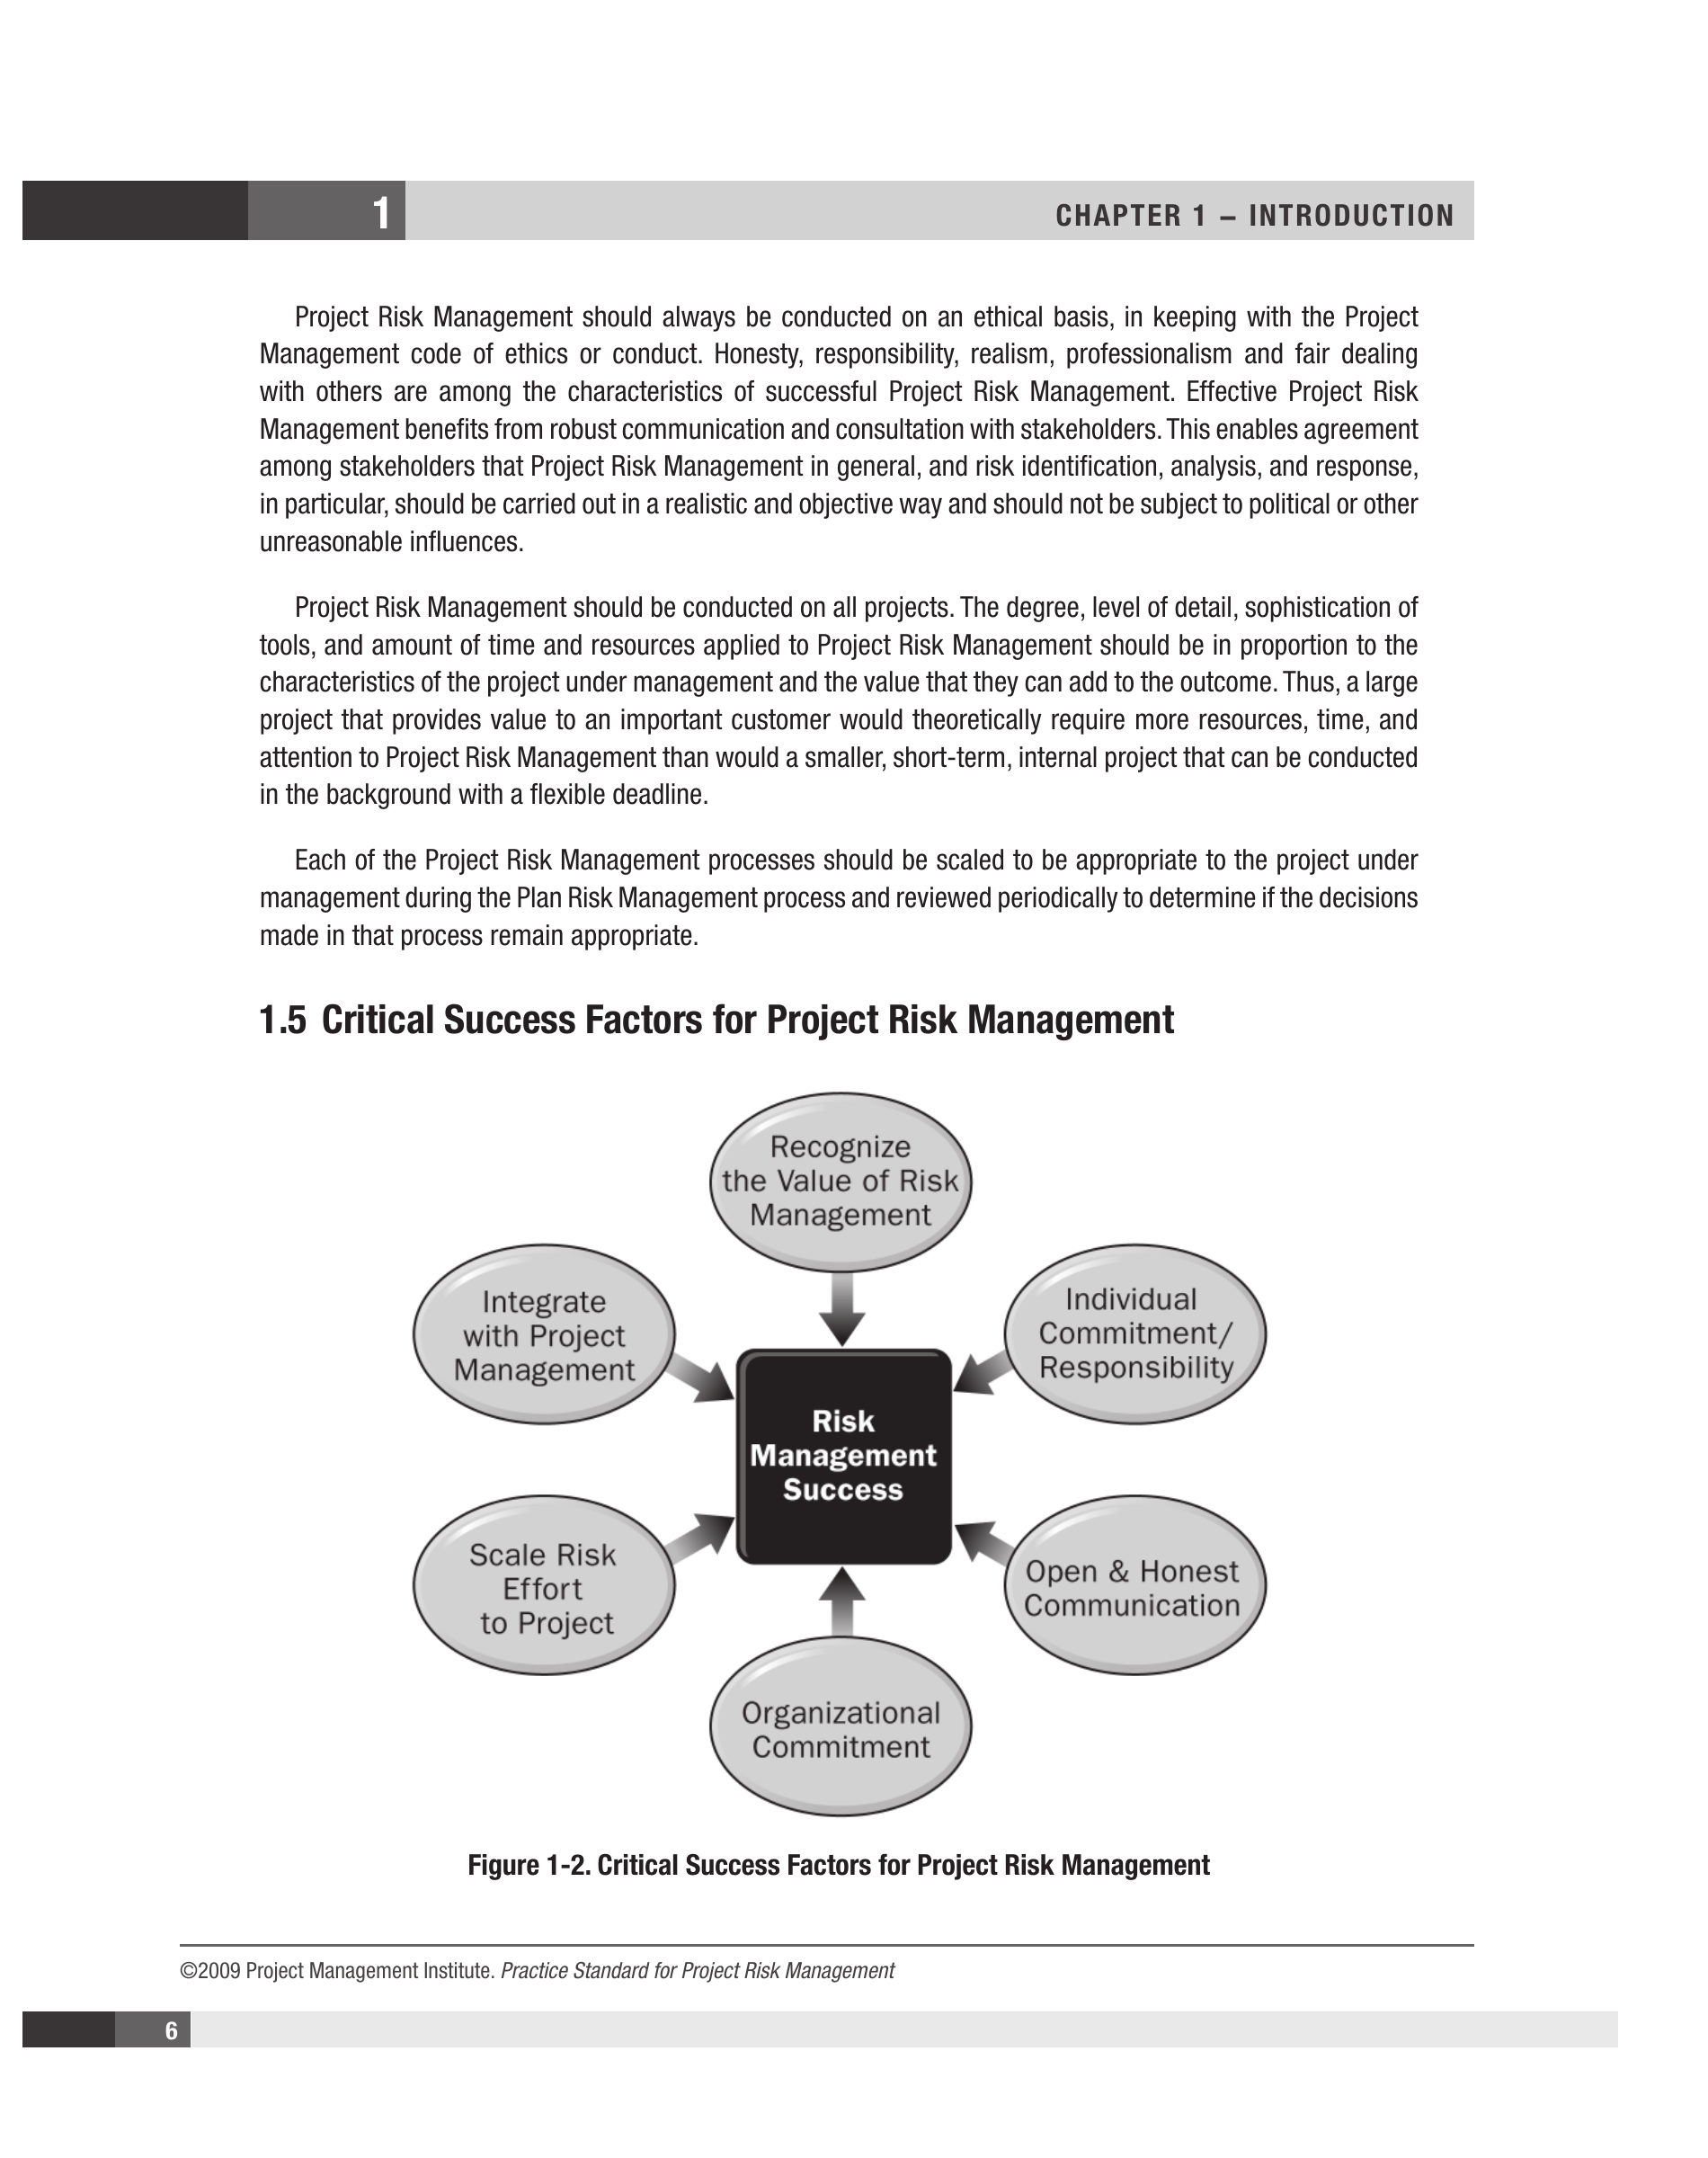 1
CHAPTER 1 – INTRODUCTION
Project Risk Management should always be conducted on an ethical basis, in keeping with the Project
Management code of ethics or conduct. Honesty, responsibility, realism, professionalism and fair dealing
with others are among the characteristics of successful Project Risk Management. Effective Project Risk
Management benefits from robust communication and consultation with stakeholders. This enables agreement
among stakeholders that Project Risk Management in general, and risk identification, analysis, and response,
in particular, should be carried out in a realistic and objective way and should not be subject to political or other
unreasonable influences.
Project Risk Management should be conducted on all projects. The degree, level of detail, sophistication of
tools, and amount of time and resources applied to Project Risk Management should be in proportion to the
characteristics of the project under management and the value that they can add to the outcome. Thus, a large
project that provides value to an important customer would theoretically require more resources, time, and
attention to Project Risk Management than would a smaller, short-term, internal project that can be conducted
in the background with a flexible deadline.
Each of the Project Risk Management processes should be scaled to be appropriate to the project under
management during the Plan Risk Management process and reviewed periodically to determine if the decisions
made in that process remain appropriate.
1.5 Critical Success Factors for Project Risk Management
Recognize
the Value of Risk
Management
Integrate
with Project
Management
Individual
Commitment/
Responsibility
Risk
Management
Success
Scale Risk
Effort
to Project
Open & Honest
Communication
Organizational
Commitment
Figure 1-2. Critical Success Factors for Project Risk Management
©2009 Project Management Institute. Practice Standard for Project Risk Management
6